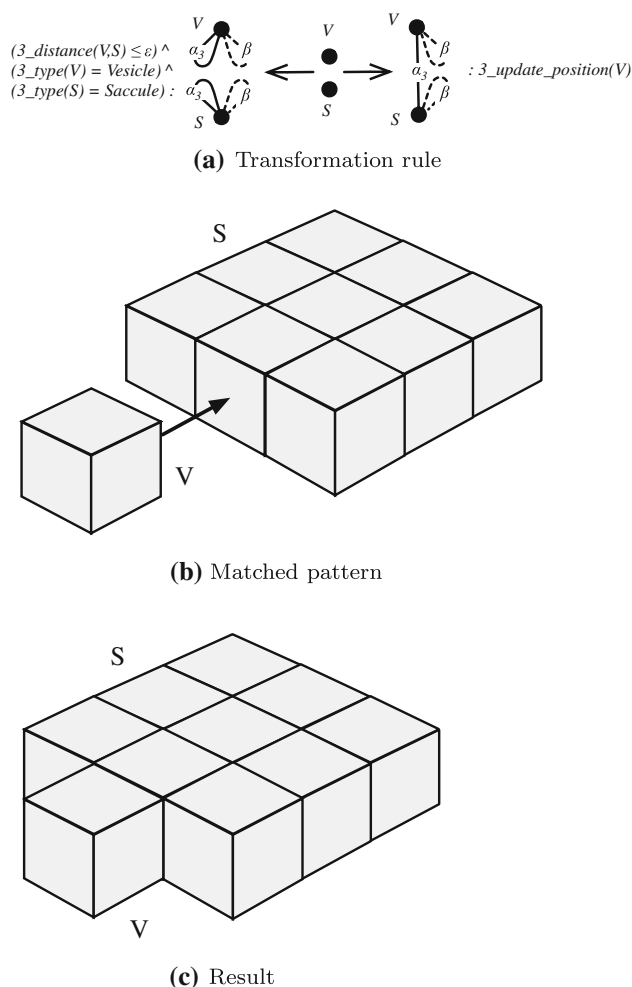 V V V
(3_distance(V,S) ≤ ε) ^ α3 β α3 β
(3_type(V) = Vesicle) ^ : 3_update_position(V)
(3_type(S) = Saccule) : α3 β β
S S S
(a) Transformation rule
S
V
(b) Matched pattern
S
V
(c) Result